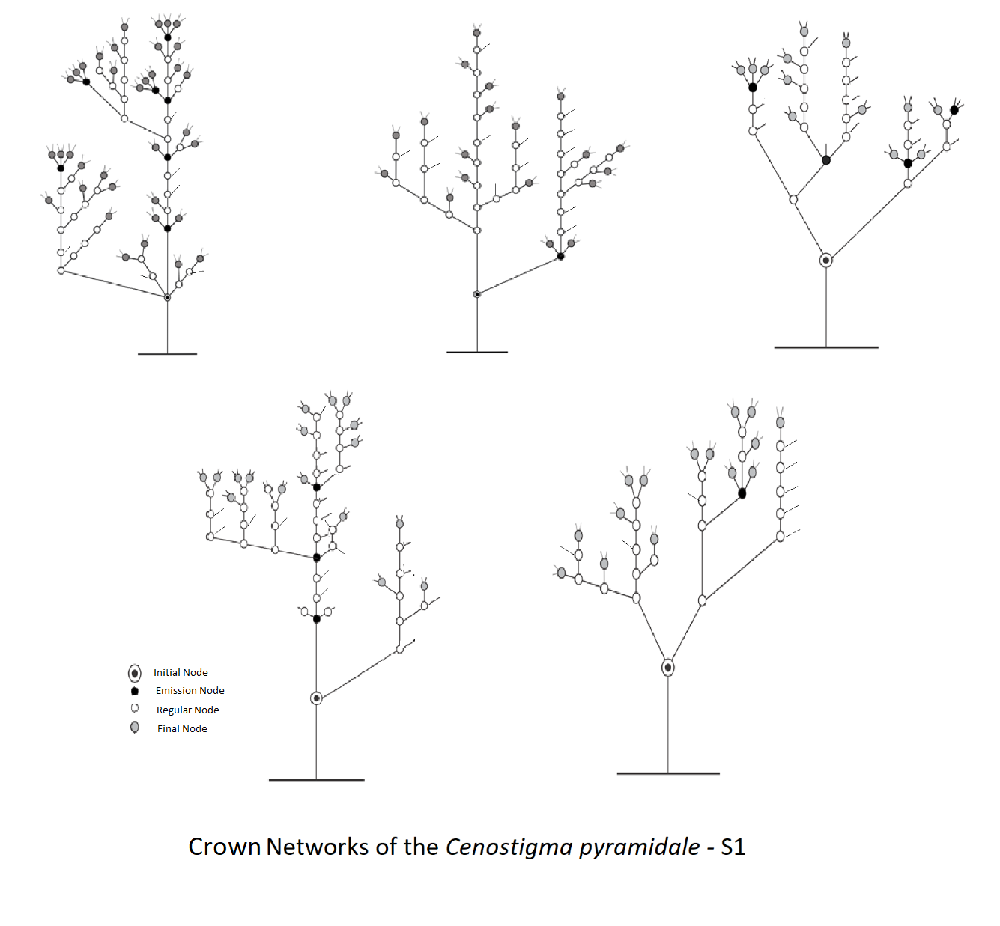 Initial Node
Emission Node
Regular Node
Final Node
Crown Networks of the Cenostigma pyramidale - S1